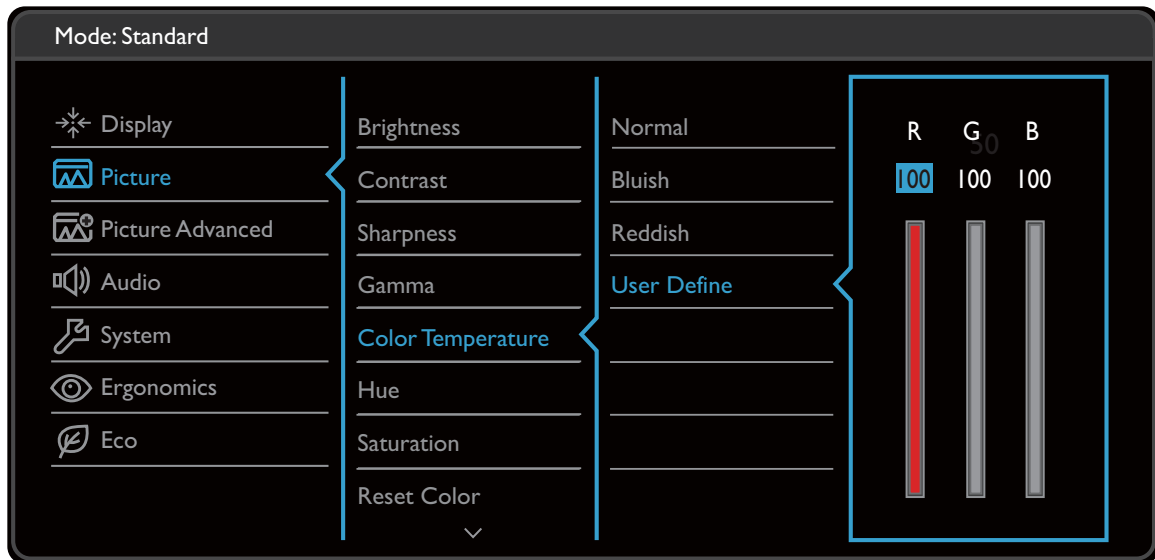 Mode: Standard
Display
Picture
Picture Advanced
Audio
System
Ergonomics
Eco
Brightness
Contrast
Sharpness
Gamma
Color Temperature
Hue
Saturation
Reset Color
Normal
Bluish
Reddish
User Define
R G B
50
100 100 100